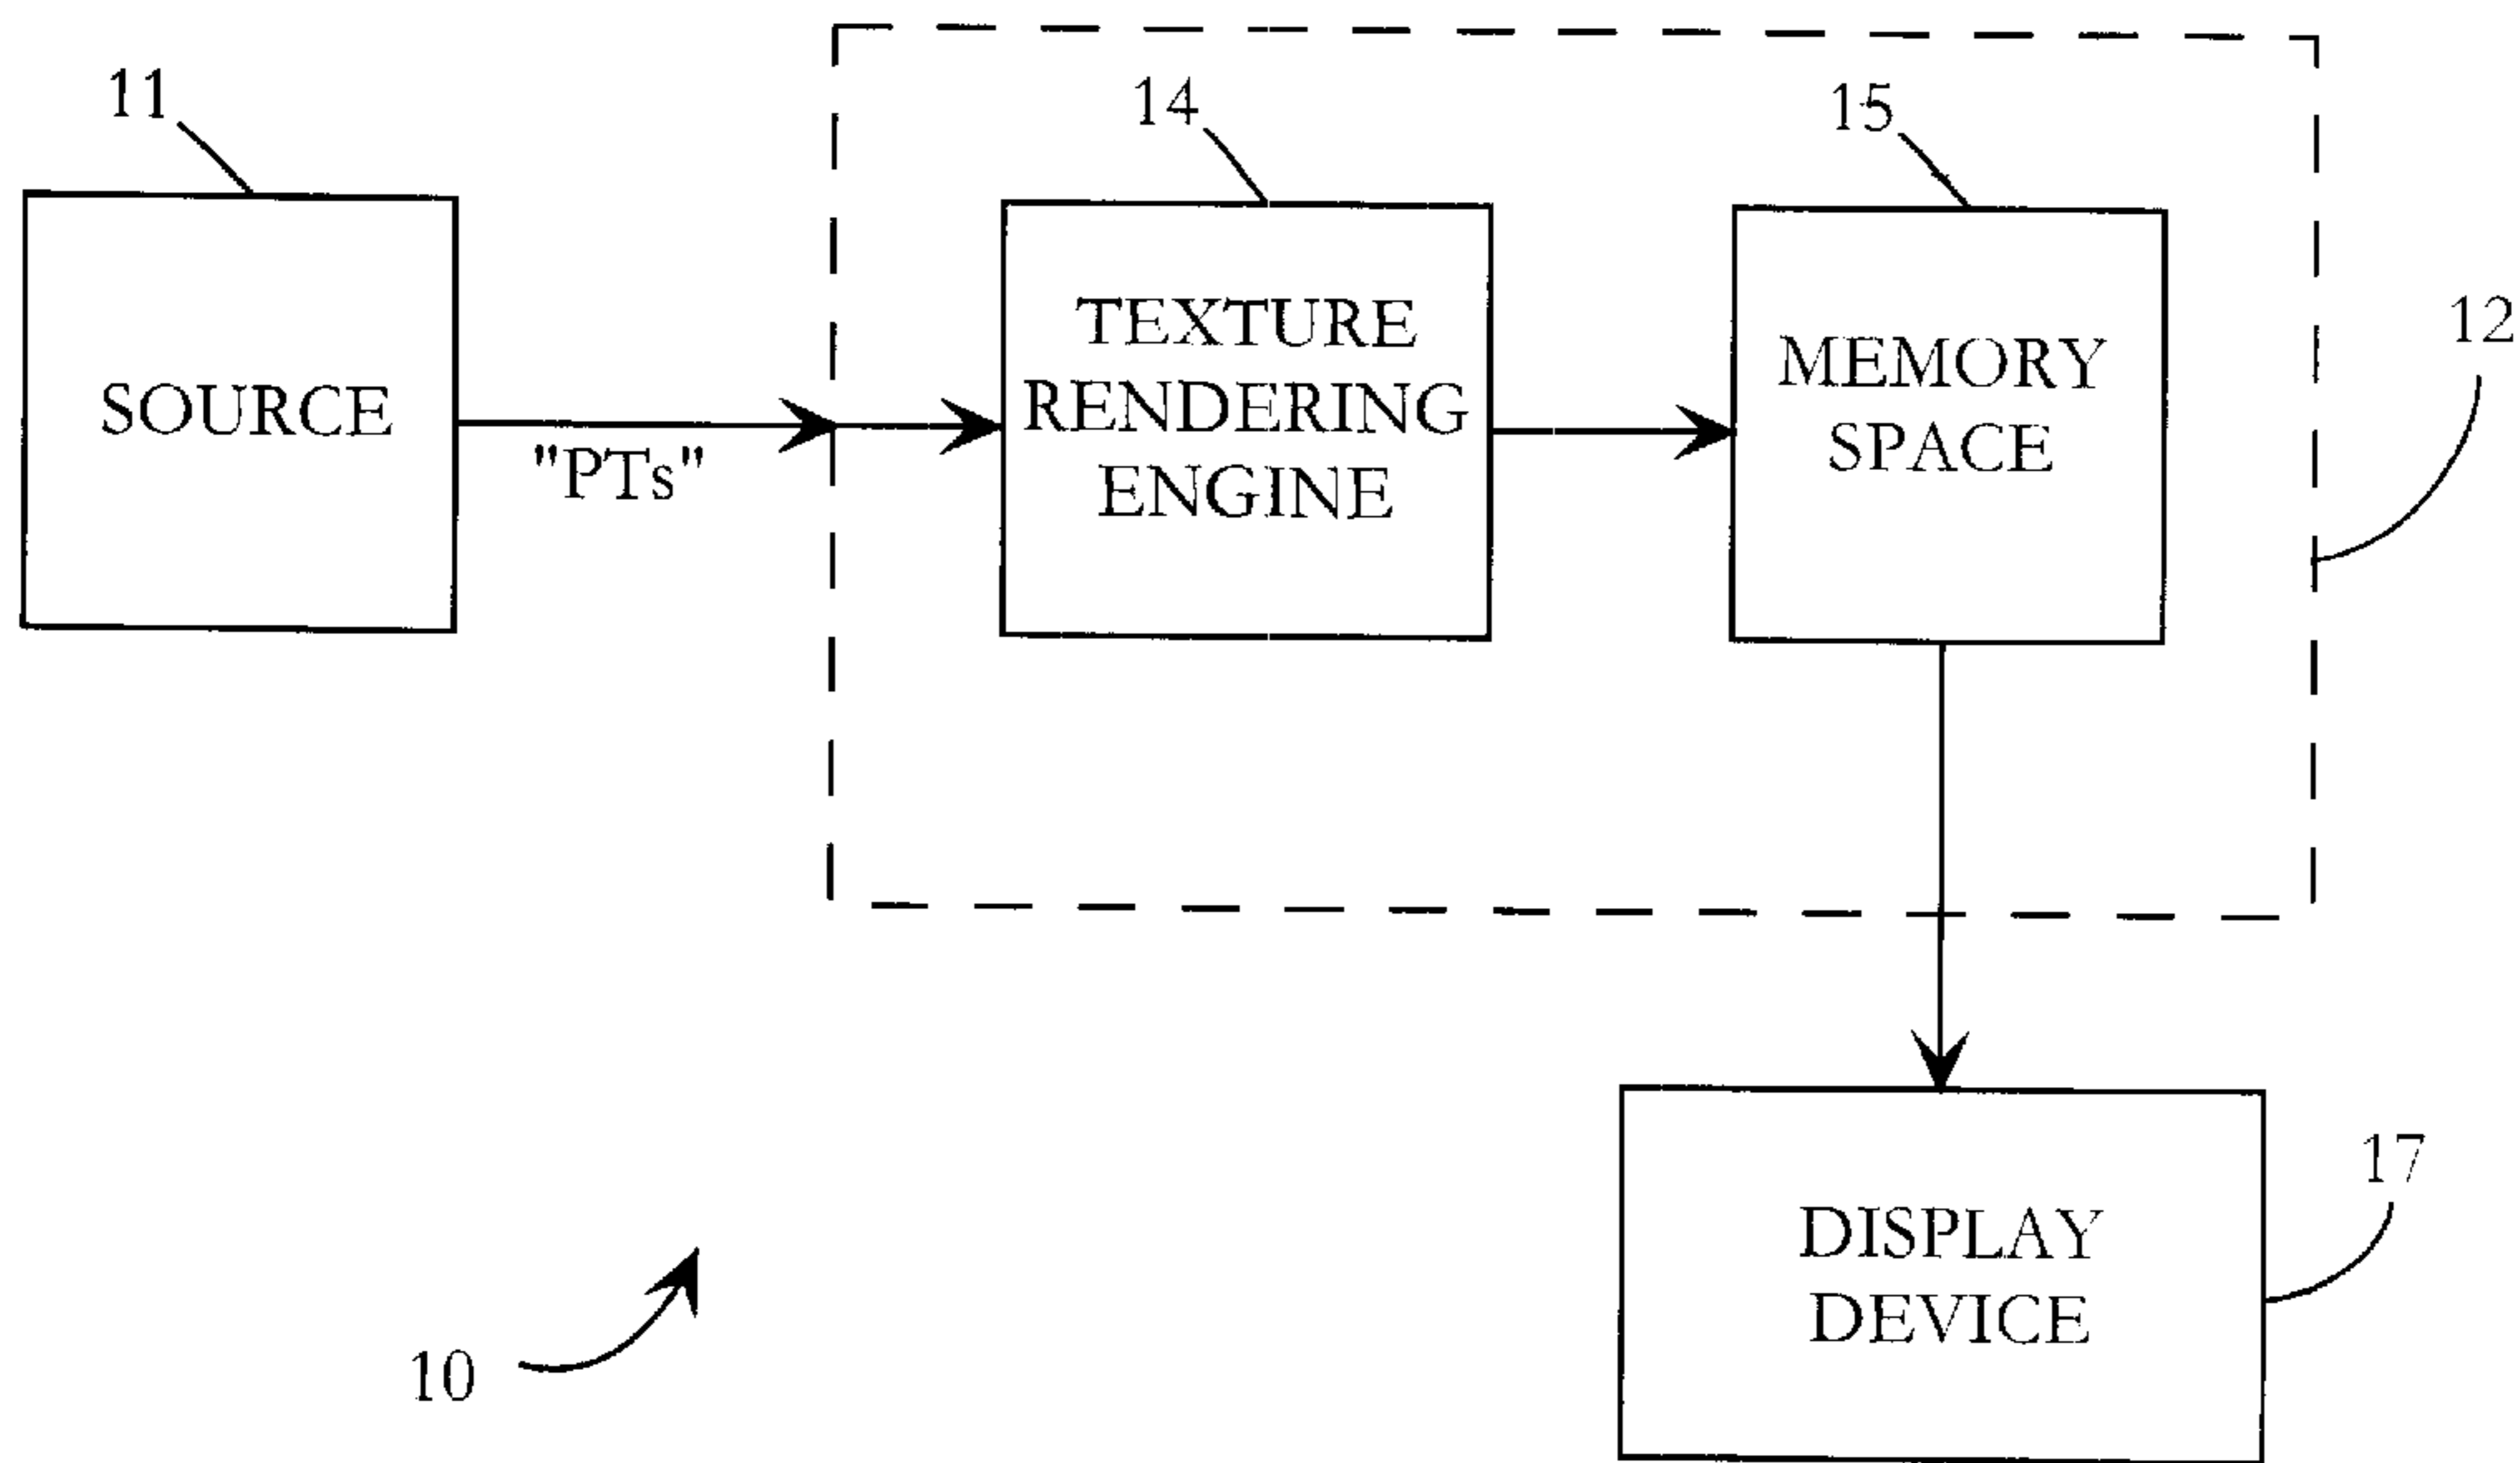 11
14
15
12
SOURCE
"PTs"
TEXTURE
RENDERING
ENGINE
MEMORY
SPACE
17
DISPLAY
DEVICE
10